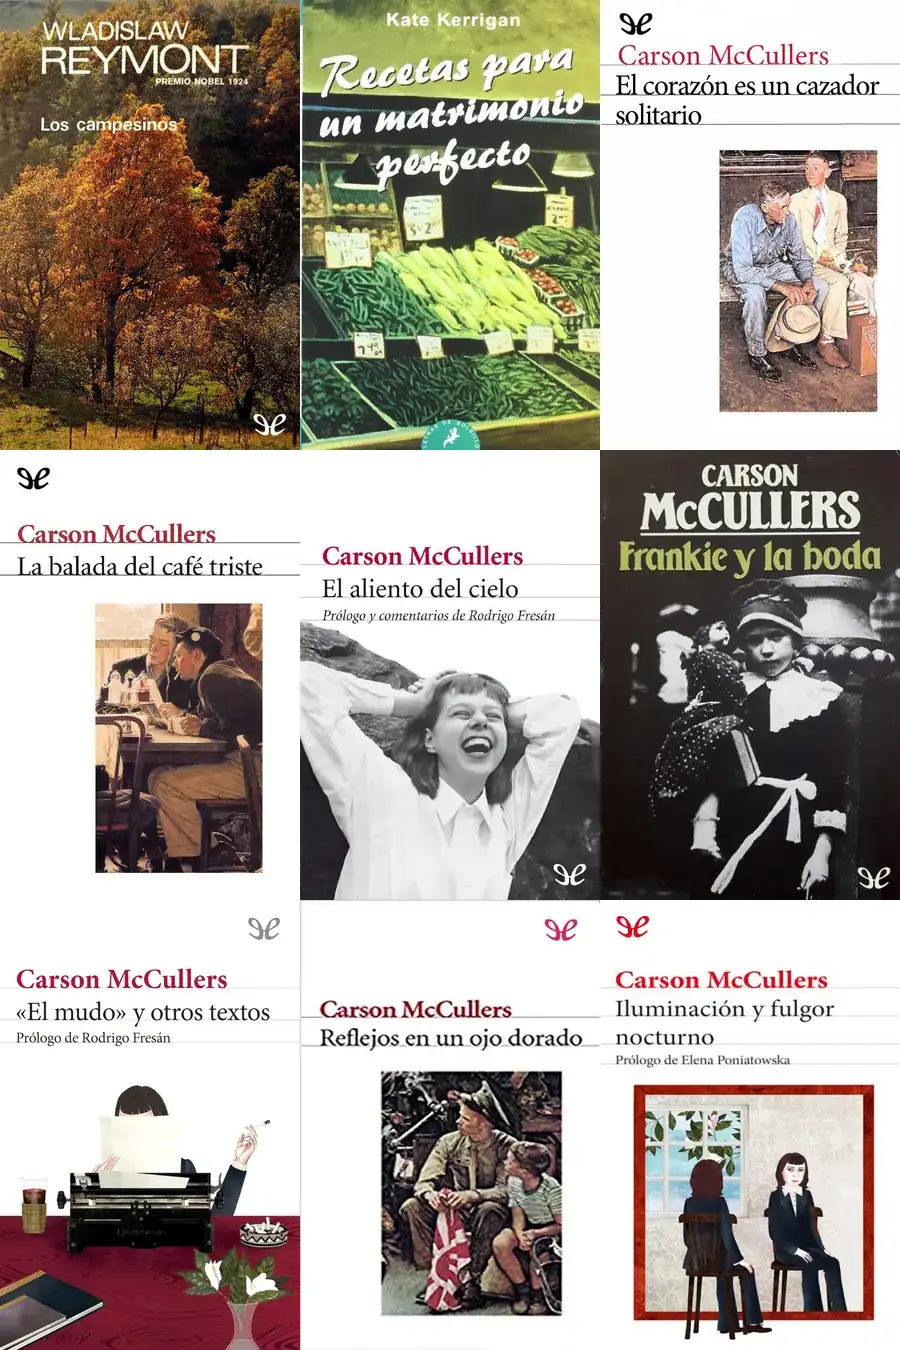 WLADISLAW
REYMONT
PREMIO NOBEL 1924
Los campesinos
Kate Kerrigan
Recetas para
un matrimonio
perfecto
LETRAS DE BOLSILLO
Carson McCullers
El corazón es un cazador
solitario
Carson McCullers
La balada del café triste
Carson McCullers
El aliento del cielo
Prólogo y comentarios de Rodrigo Fresán
CARSON
McCULLERS
Frankie y la boda
Carson McCullers
«El mudo» y otros textos
Prólogo de Rodrigo Fresán
Carson McCullers
Reflejos en un ojo dorado
Carson McCullers
Iluminación y fulgor
nocturno
Prólogo de Elena Poniatowska